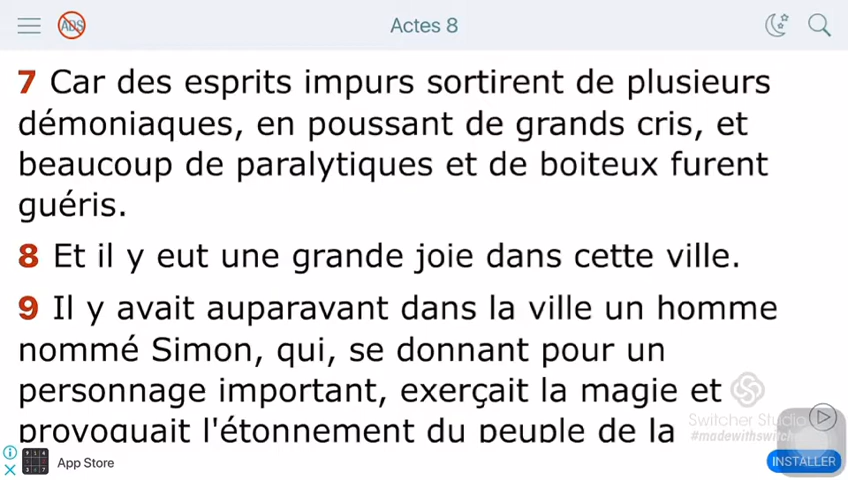 ADS
Actes 8
7 Car des esprits impurs sortirent de plusieurs
démoniaques, en poussant de grands cris, et
beaucoup de paralytiques et de boiteux furent
guéris.
8 Et il y eut une grande joie dans cette ville.
9 Il y avait auparavant dans la ville un homme
nommé Simon, qui, se donnant pour un
personnage important, exerçait la magie et
provoquait l'étonnement du peuple de la
Switcher Studio
App Store
INSTALLER